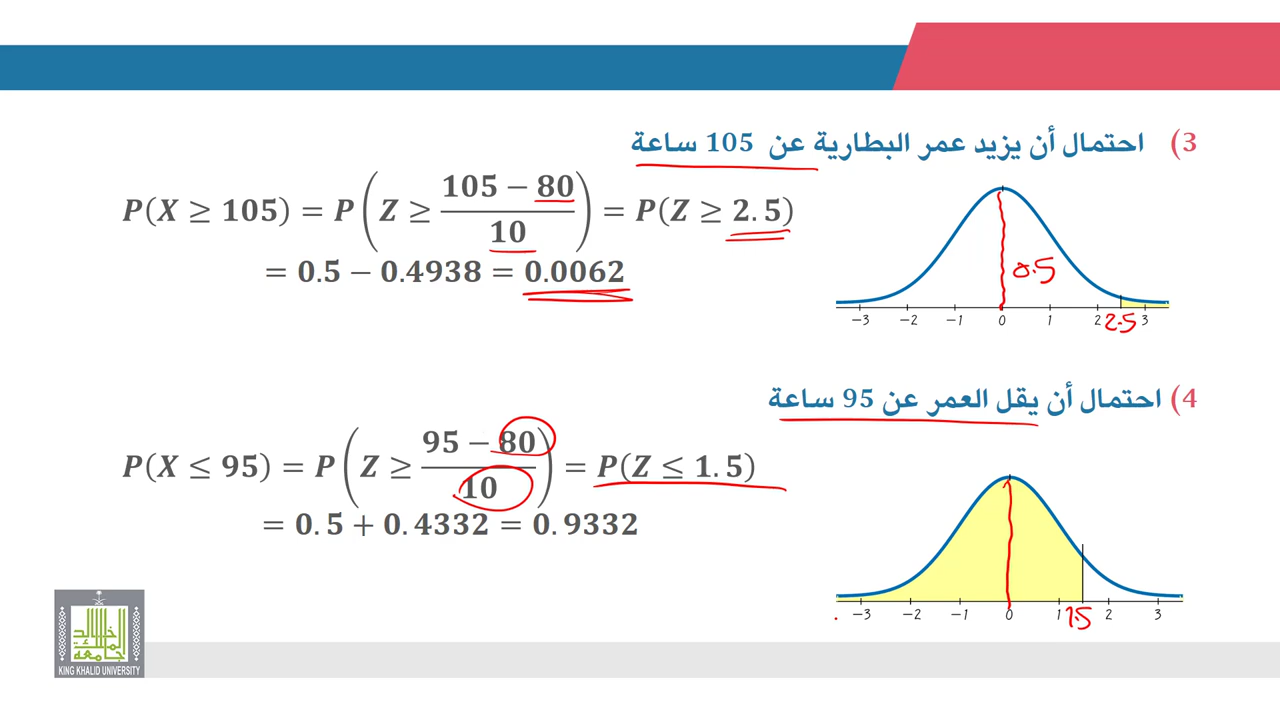 3) احتمال أن يزيد عمر البطارية عن 105 ساعة
P(X ≥ 105) = P(Z ≥ (105 − 80)/10) = P(Z ≥ 2.5)
= 0.5 − 0.4938 = 0.0062
0.5
−3 −2 −1 0 1 2 2.5 3
4) احتمال أن يقل العمر عن 95 ساعة
P(X ≤ 95) = P(Z ≥ (95 − 80)/10) = P(Z ≤ 1.5)
= 0.5 + 0.4332 = 0.9332
−3 −2 −1 0 1 1.5 2 3
جامعة الملك خالد
KING KHALID UNIVERSITY